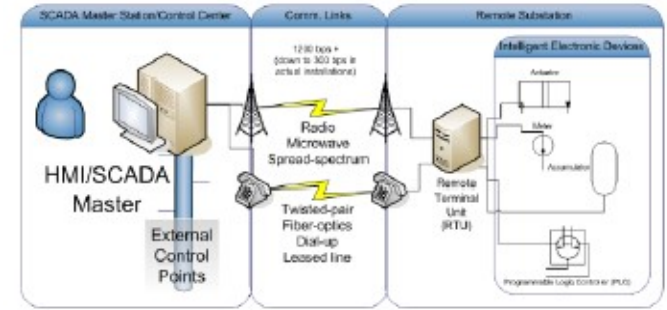 SCADA Master Station/Control Center
Comm. Links
Remote Substation
1200 bps +
(down to 300 bps in
actual installations)
Intelligent Electronic Devices
Actuator
Meter
Accumulator
Radio
Microwave
Spread-spectrum
HMI/SCADA
Master
Remote
Terminal
Unit
(RTU)
External
Control
Points
Twisted-pair
Fiber-optics
Dial-up
Leased line
Programmable Logic Controller (PLC)